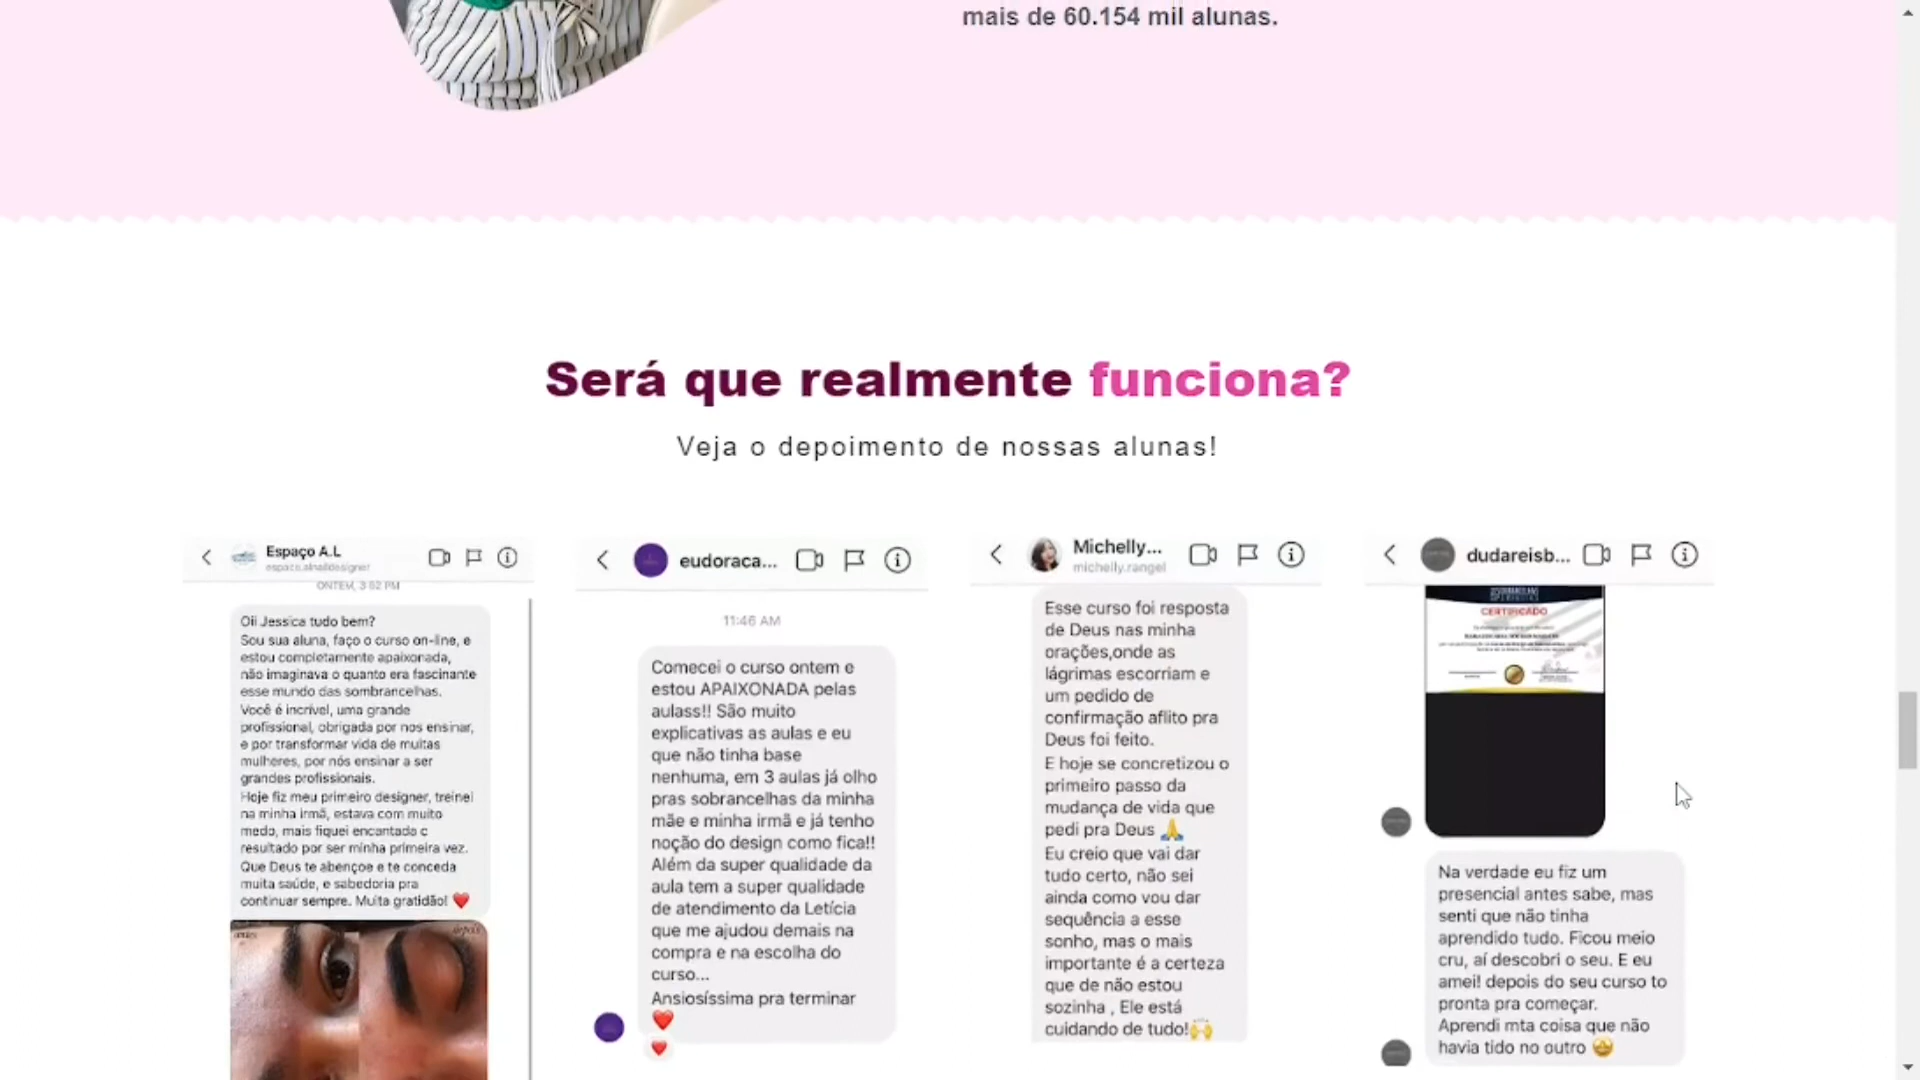 mais de 60.154 mil alunas.
Será que realmente funciona?
Veja o depoimento de nossas alunas!
Espaço A.L
espaco.alnaildesigner
ONTEM, 3:02 PM
Oii Jessica tudo bem?
Sou sua aluna, faço o curso on-line, e
estou completamente apaixonada,
não imaginava o quanto era fascinante
esse mundo das sombrancelhas.
Você é incrível, uma grande
profissional, obrigada por nos ensinar,
e por transformar vida de muitas
mulheres, por nós ensinar a ser
grandes profissionais.
Hoje fiz meu primeiro designer, treinei
na minha irmã, estava com muito
medo, mais fiquei encantada c
resultado por ser minha primeira vez.
Que Deus te abençoe e te conceda
muita saúde, e sabedoria pra
continuar sempre. Muita gratidão! ❤️
antes
depois
eudoraca...
11:46 AM
Comecei o curso ontem e
estou APAIXONADA pelas
aulass!! São muito
explicativas as aulas e eu
que não tinha base
nenhuma, em 3 aulas já olho
pras sobrancelhas da minha
mãe e minha irmã e já tenho
noção do design como fica!!
Além da super qualidade da
aula tem a super qualidade
de atendimento da Letícia
que me ajudou demais na
compra e na escolha do
curso...
Ansiosíssima pra terminar
❤️
❤️
Michelly...
michelly.rangel
Esse curso foi resposta
de Deus nas minha
orações,onde as
lágrimas escorriam e
um pedido de
confirmação aflito pra
Deus foi feito.
E hoje se concretizou o
primeiro passo da
mudança de vida que
pedi pra Deus 🙏
Eu creio que vai dar
tudo certo, não sei
ainda como vou dar
sequência a esse
sonho, mas o mais
importante é a certeza
que de não estou
sozinha , Ele está
cuidando de tudo!🙌
dudareisb...
CERTIFICADO
Na verdade eu fiz um
presencial antes sabe, mas
senti que não tinha
aprendido tudo. Ficou meio
cru, aí descobri o seu. E eu
amei! depois do seu curso to
pronta pra começar.
Aprendi mta coisa que não
havia tido no outro 🤩